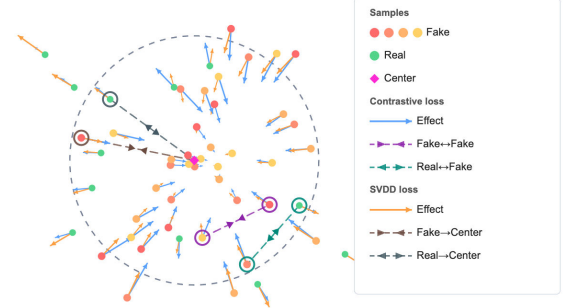 Samples
Fake
Real
Center
Contrastive loss
Effect
Fake↔Fake
Real↔Fake
SVDD loss
Effect
Fake→Center
Real→Center